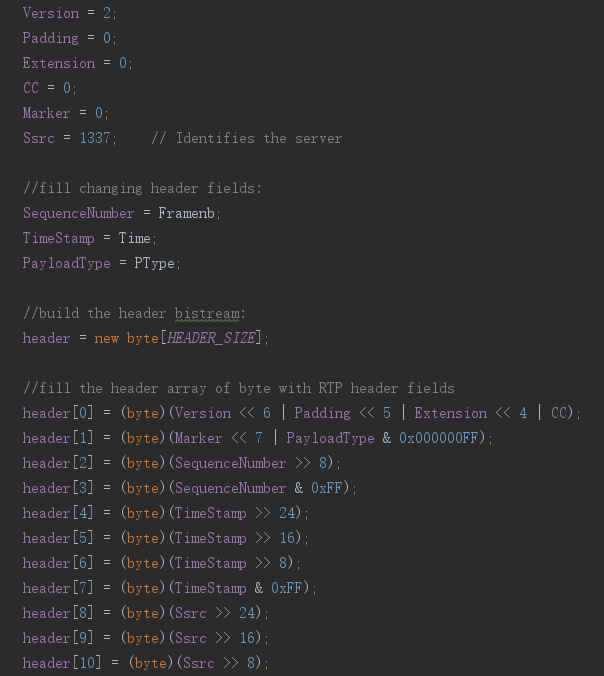 Version = 2;
Padding = 0;
Extension = 0;
CC = 0;
Marker = 0;
Ssrc = 1337;    // Identifies the server
//fill changing header fields:
SequenceNumber = Framenb;
TimeStamp = Time;
PayloadType = PType;
//build the header bistream:
header = new byte[HEADER_SIZE];
//fill the header array of byte with RTP header fields
header[0] = (byte)(Version << 6 | Padding << 5 | Extension << 4 | CC);
header[1] = (byte)(Marker << 7 | PayloadType & 0x000000FF);
header[2] = (byte)(SequenceNumber >> 8);
header[3] = (byte)(SequenceNumber & 0xFF);
header[4] = (byte)(TimeStamp >> 24);
header[5] = (byte)(TimeStamp >> 16);
header[6] = (byte)(TimeStamp >> 8);
header[7] = (byte)(TimeStamp & 0xFF);
header[8] = (byte)(Ssrc >> 24);
header[9] = (byte)(Ssrc >> 16);
header[10] = (byte)(Ssrc >> 8);